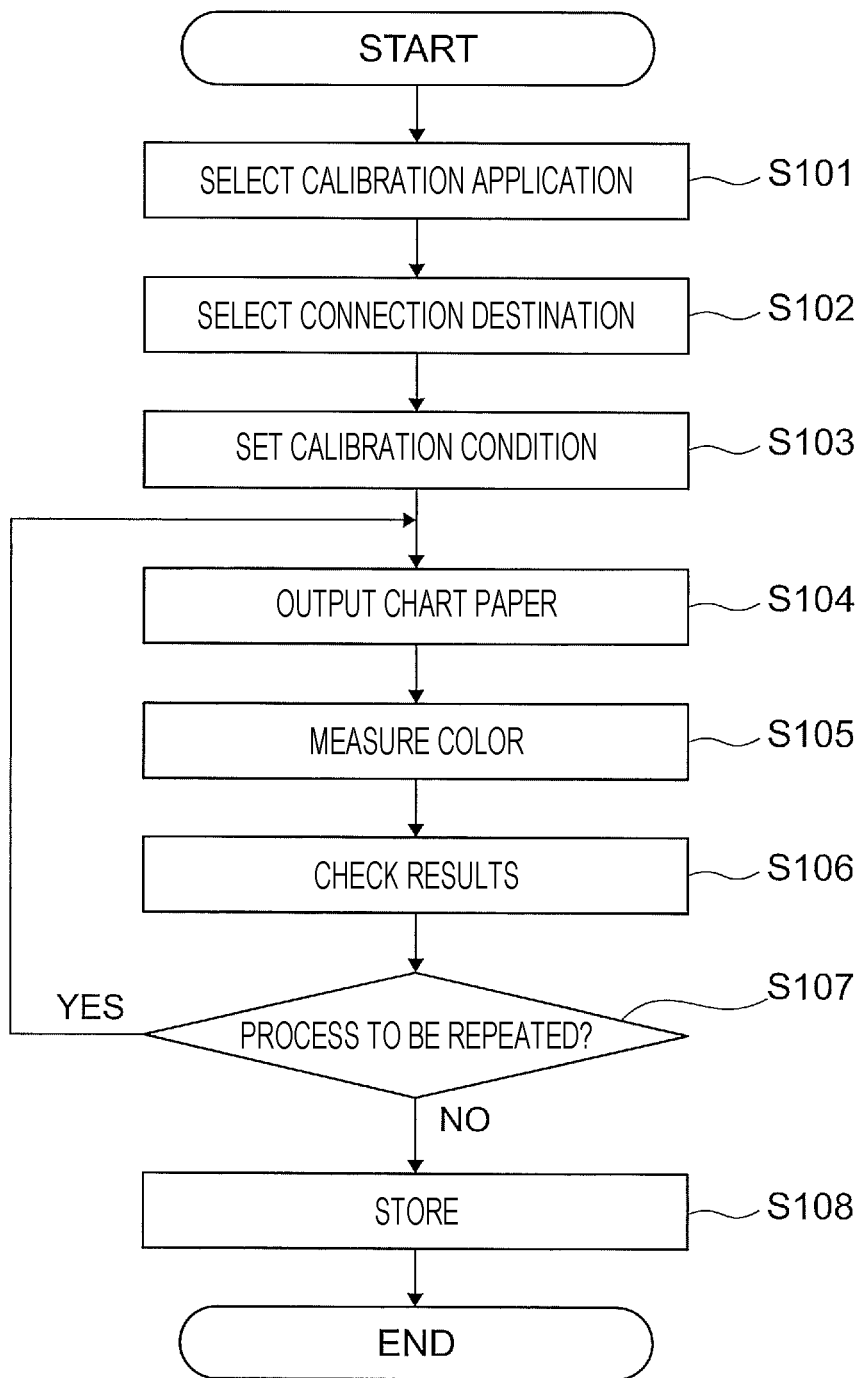 START
SELECT CALIBRATION APPLICATION
S101
SELECT CONNECTION DESTINATION
S102
SET CALIBRATION CONDITION
S103
OUTPUT CHART PAPER
S104
MEASURE COLOR
S105
CHECK RESULTS
S106
PROCESS TO BE REPEATED?
S107
YES
NO
STORE
S108
END